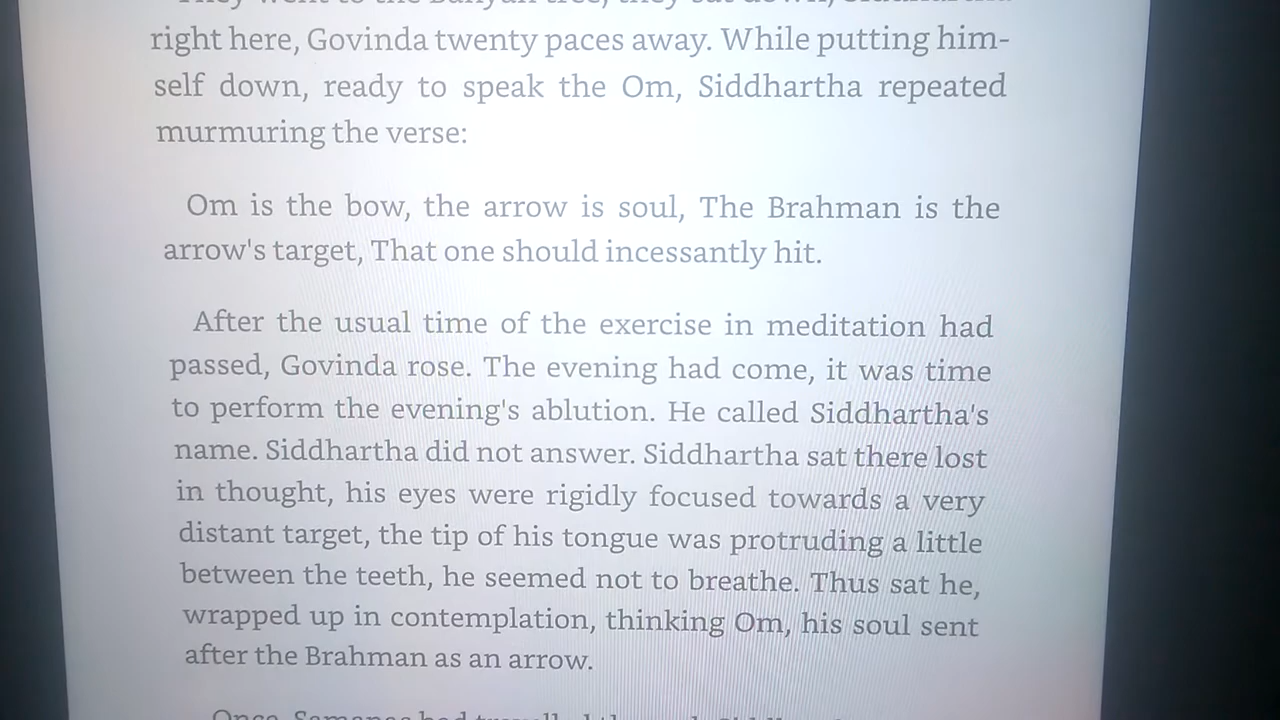 right here, Govinda twenty paces away. While putting him-
self down, ready to speak the Om, Siddhartha repeated
murmuring the verse:
Om is the bow, the arrow is soul, The Brahman is the
arrow's target, That one should incessantly hit.
After the usual time of the exercise in meditation had
passed, Govinda rose. The evening had come, it was time
to perform the evening's ablution. He called Siddhartha's
name. Siddhartha did not answer. Siddhartha sat there lost
in thought, his eyes were rigidly focused towards a very
distant target, the tip of his tongue was protruding a little
between the teeth, he seemed not to breathe. Thus sat he,
wrapped up in contemplation, thinking Om, his soul sent
after the Brahman as an arrow.